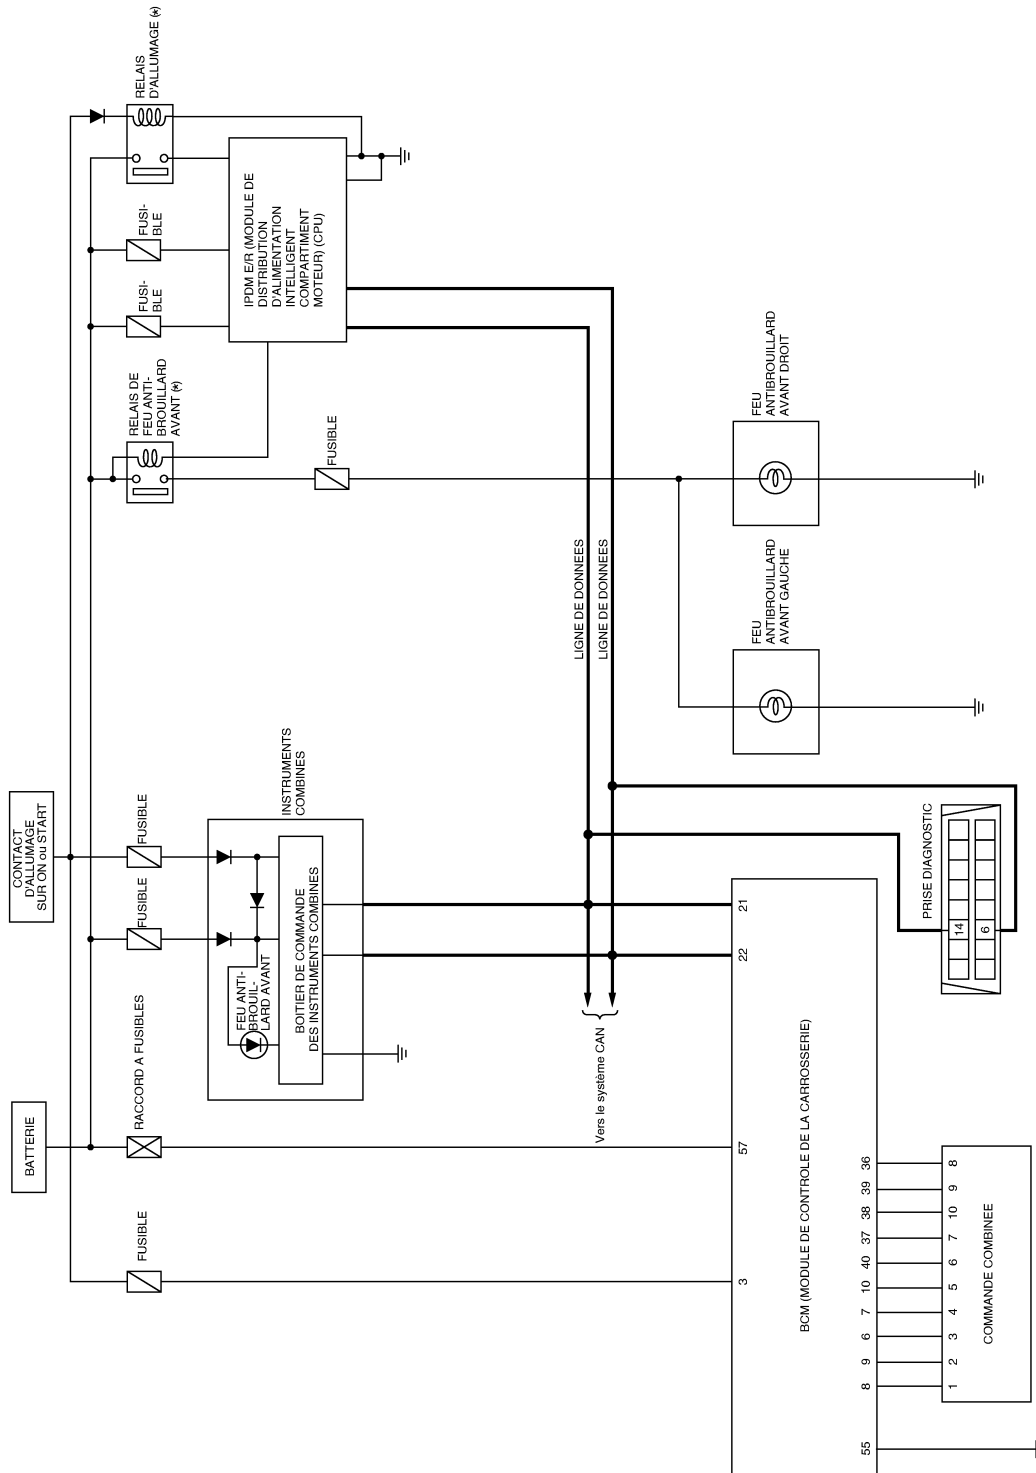 BATTERIE
CONTACT
D'ALLUMAGE
SUR ON ou START
FUSIBLE
RACCORD A FUSIBLES
FUSIBLE
FUSIBLE
RELAIS DE
FEU ANTI-
BROUILLARD
AVANT (*)
FUSI-
BLE
FUSI-
BLE
RELAIS
D'ALLUMAGE (*)
FEU ANTI-
BROUIL-
LARD AVANT
BOITIER DE COMMANDE
DES INSTRUMENTS COMBINES
INSTRUMENTS
COMBINES
FUSIBLE
IPDM E/R (MODULE DE
DISTRIBUTION
D'ALIMENTATION
INTELLIGENT
COMPARTIMENT
MOTEUR) (CPU)
LIGNE DE DONNEES
LIGNE DE DONNEES
Vers le système CAN
FEU
ANTIBROUILLARD
AVANT GAUCHE
FEU
ANTIBROUILLARD
AVANT DROIT
3
57
22
21
BCM (MODULE DE CONTROLE DE LA CARROSSERIE)
55
8
9
6
7
10
40
37
38
39
36
1
2
3
4
5
6
7
10
9
8
COMMANDE COMBINEE
PRISE DIAGNOSTIC
14
6